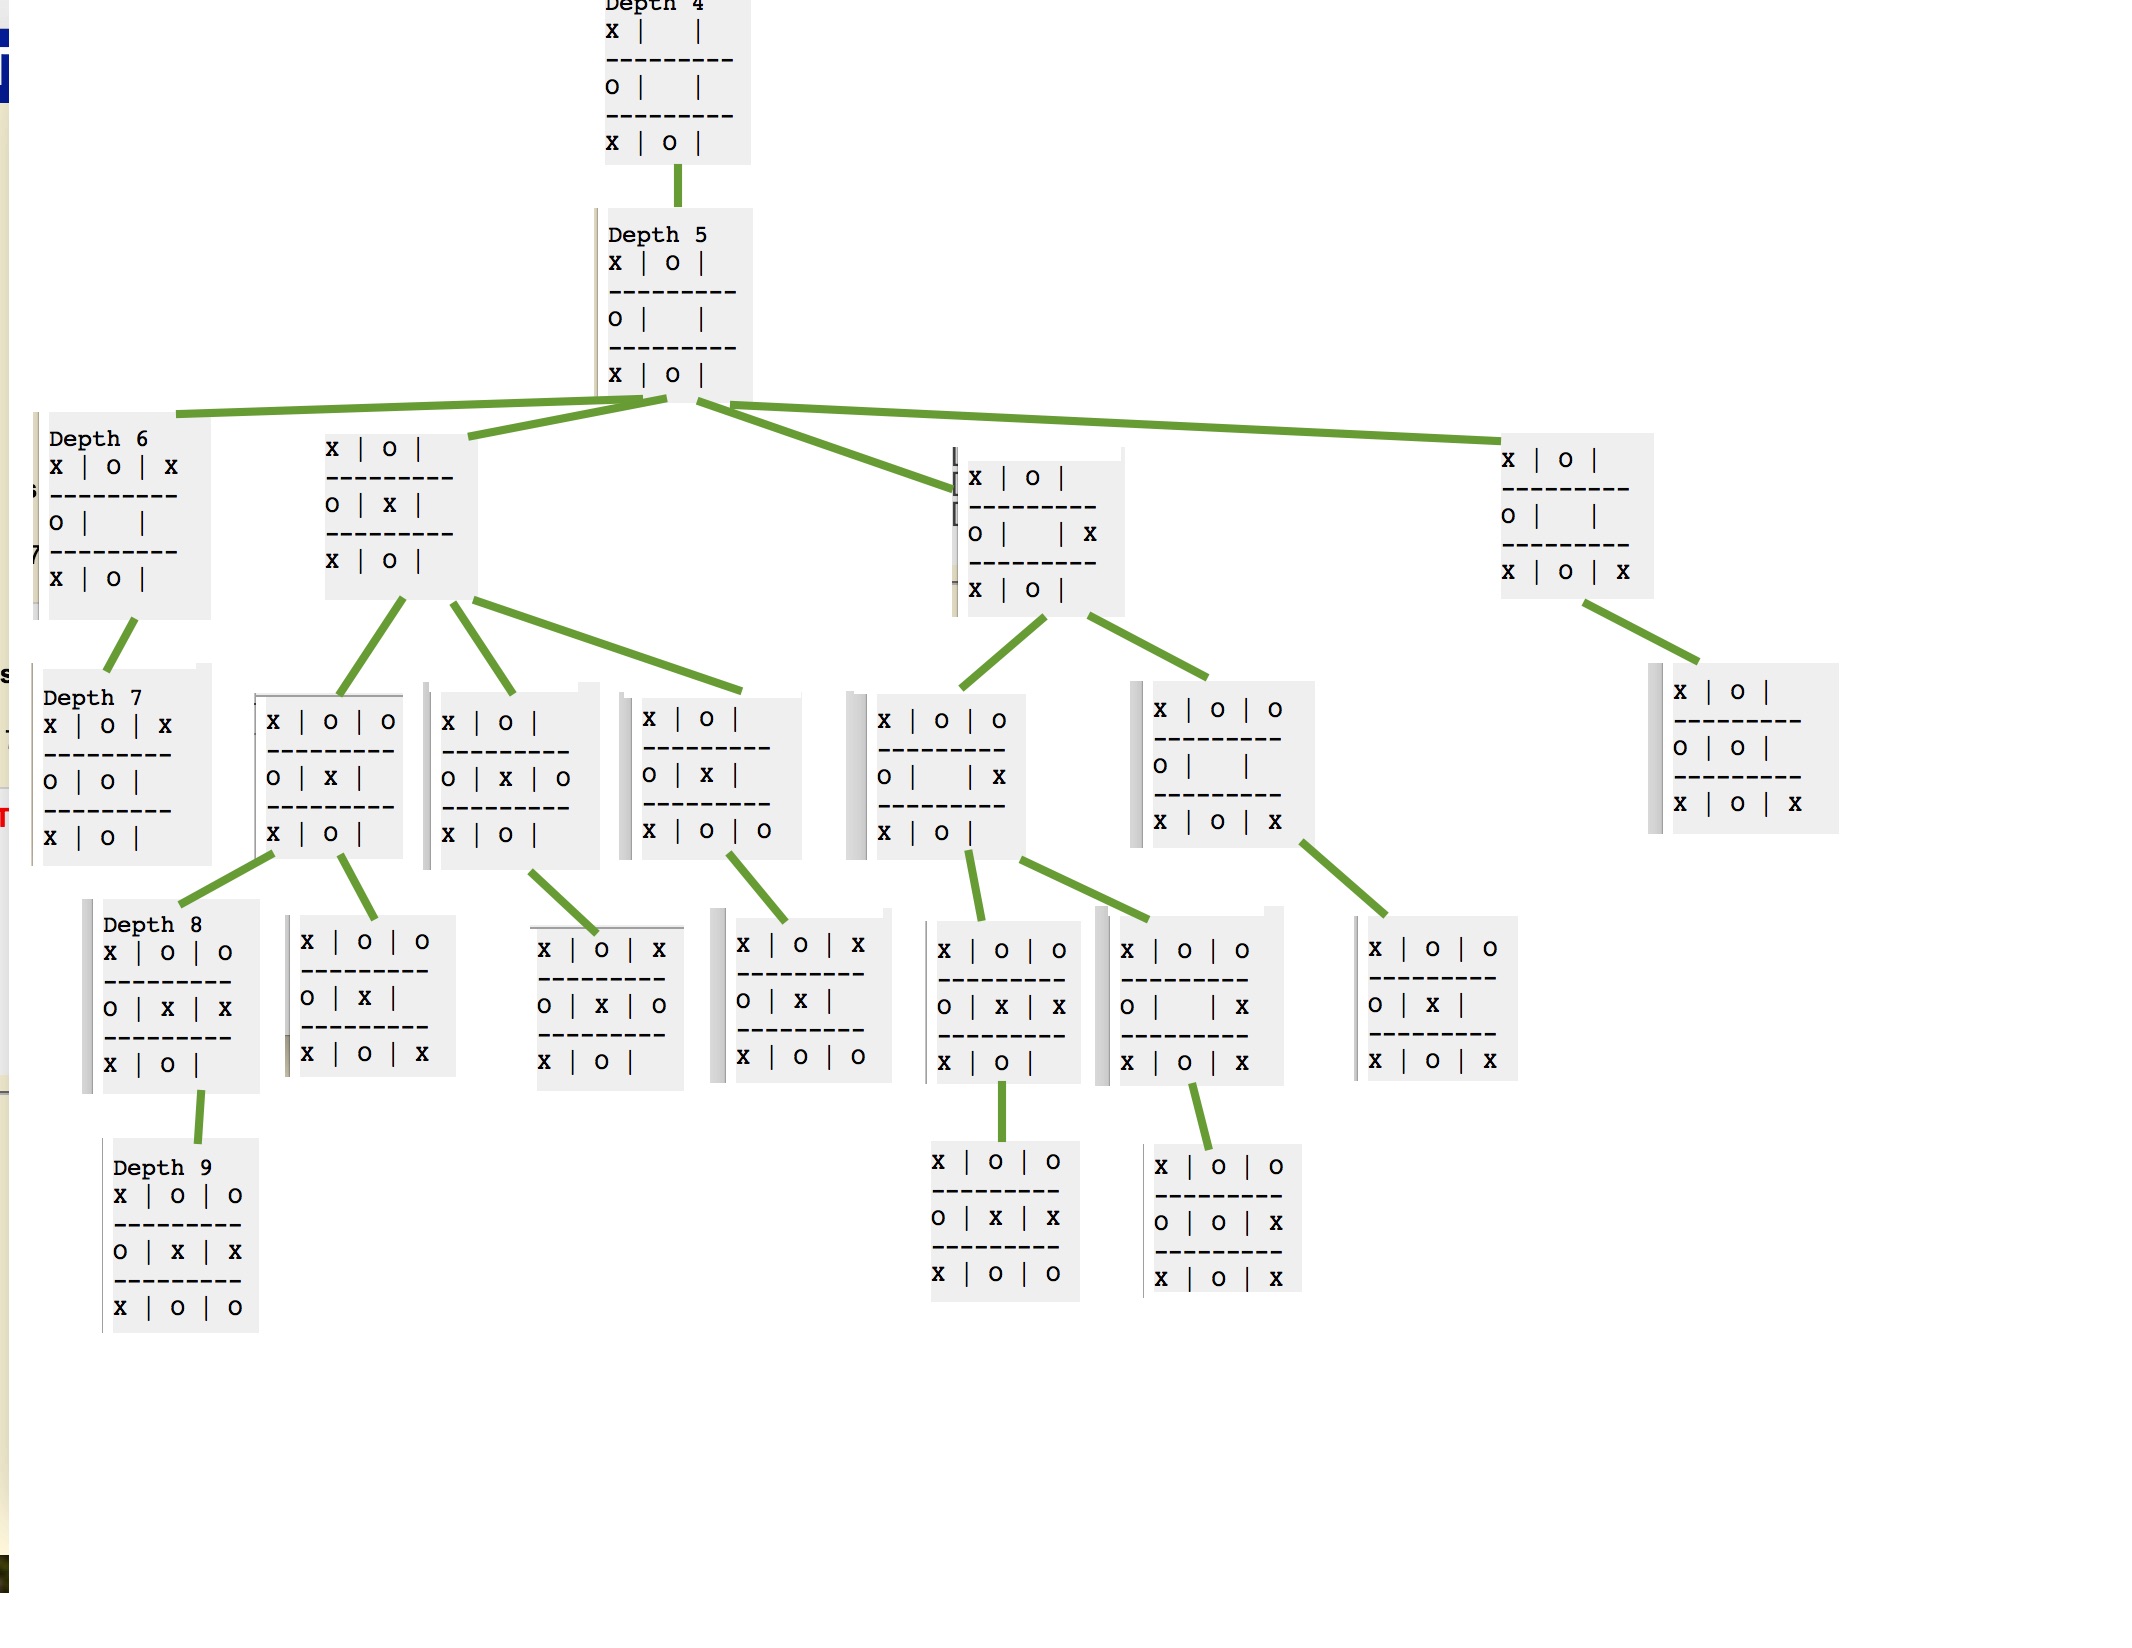 Depth 4
x |   |
---------
o |   |
---------
x | o |
Depth 5
x | o |
---------
o |   |
---------
x | o |
Depth 6
x | o | x
---------
o |   |
---------
x | o |
x | o |
---------
o | x |
---------
x | o |
x | o |
---------
o |   | x
---------
x | o |
x | o |
---------
o |   |
---------
x | o | x
Depth 7
x | o | x
---------
o | o |
---------
x | o |
x | o | o
---------
o | x |
---------
x | o |
x | o |
---------
o | x | o
---------
x | o |
x | o |
---------
o | x |
---------
x | o | o
x | o | o
---------
o |   | x
---------
x | o |
x | o | o
---------
o |   |
---------
x | o | x
x | o |
---------
o | o |
---------
x | o | x
Depth 8
x | o | o
---------
o | x | x
---------
x | o |
x | o | o
---------
o | x |
---------
x | o | x
x | o | x
---------
o | x | o
---------
x | o |
x | o | x
---------
o | x |
---------
x | o | o
x | o | o
---------
o | x | x
---------
x | o |
x | o | o
---------
o |   | x
---------
x | o | x
x | o | o
---------
o | x |
---------
x | o | x
Depth 9
x | o | o
---------
o | x | x
---------
x | o | o
x | o | o
---------
o | x | x
---------
x | o | o
x | o | o
---------
o | o | x
---------
x | o | x